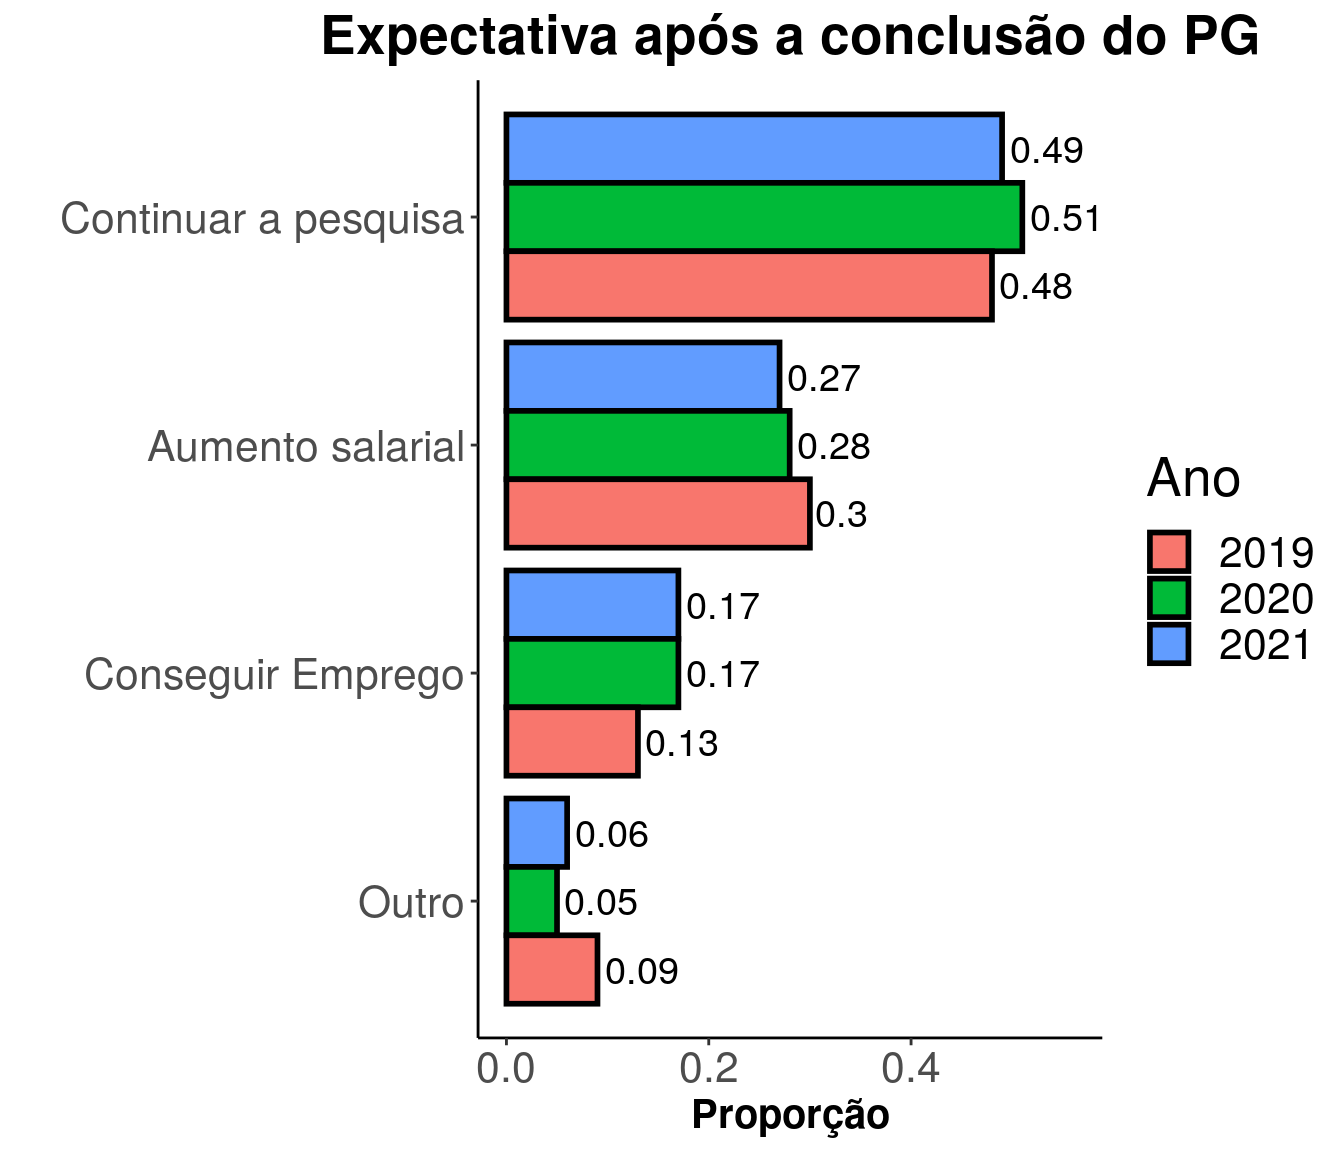 Expectativa após a conclusão do PG
Continuar a pesquisa
0.49
0.51
0.48
Aumento salarial
0.27
0.28
0.3
Conseguir Emprego
0.17
0.17
0.13
Outro
0.06
0.05
0.09
0.0 0.2 0.4
Proporção
Ano
2019
2020
2021